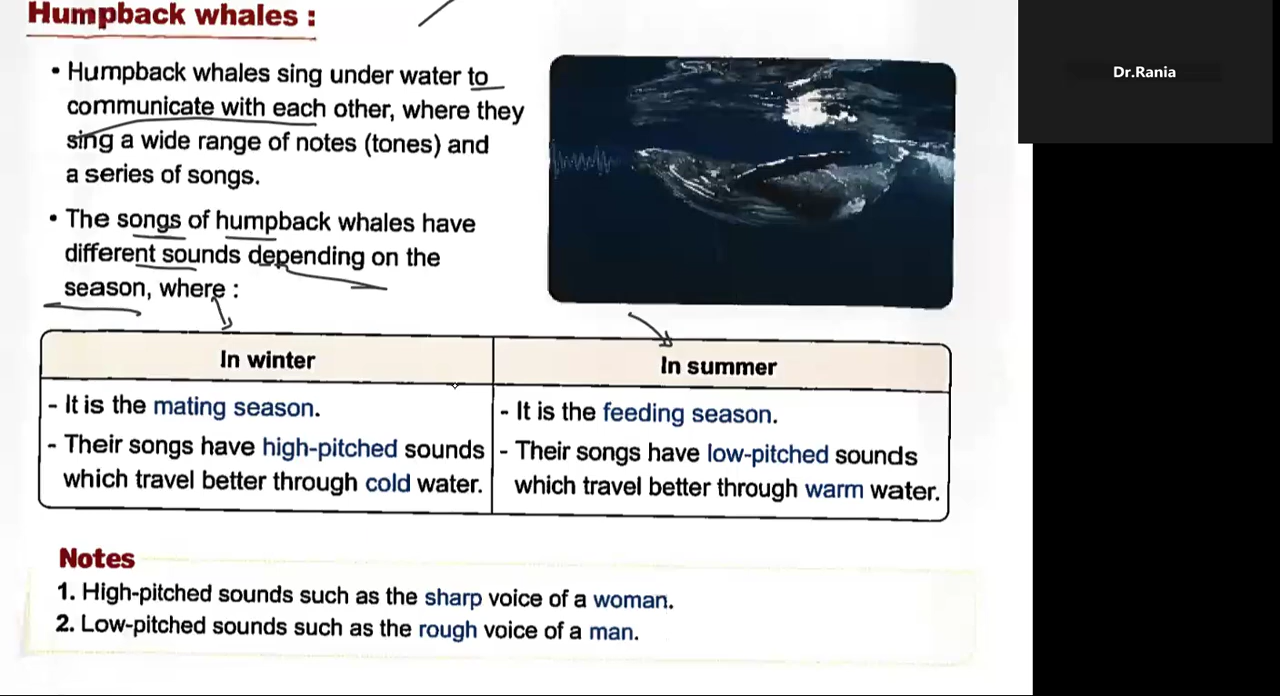 Humpback whales :
Dr.Rania
• Humpback whales sing under water to
communicate with each other, where they
sing a wide range of notes (tones) and
a series of songs.
• The songs of humpback whales have
different sounds depending on the
season, where :
In winter
- It is the mating season.
- Their songs have high-pitched sounds
which travel better through cold water.
In summer
- It is the feeding season.
- Their songs have low-pitched sounds
which travel better through warm water.
Notes
1. High-pitched sounds such as the sharp voice of a woman.
2. Low-pitched sounds such as the rough voice of a man.